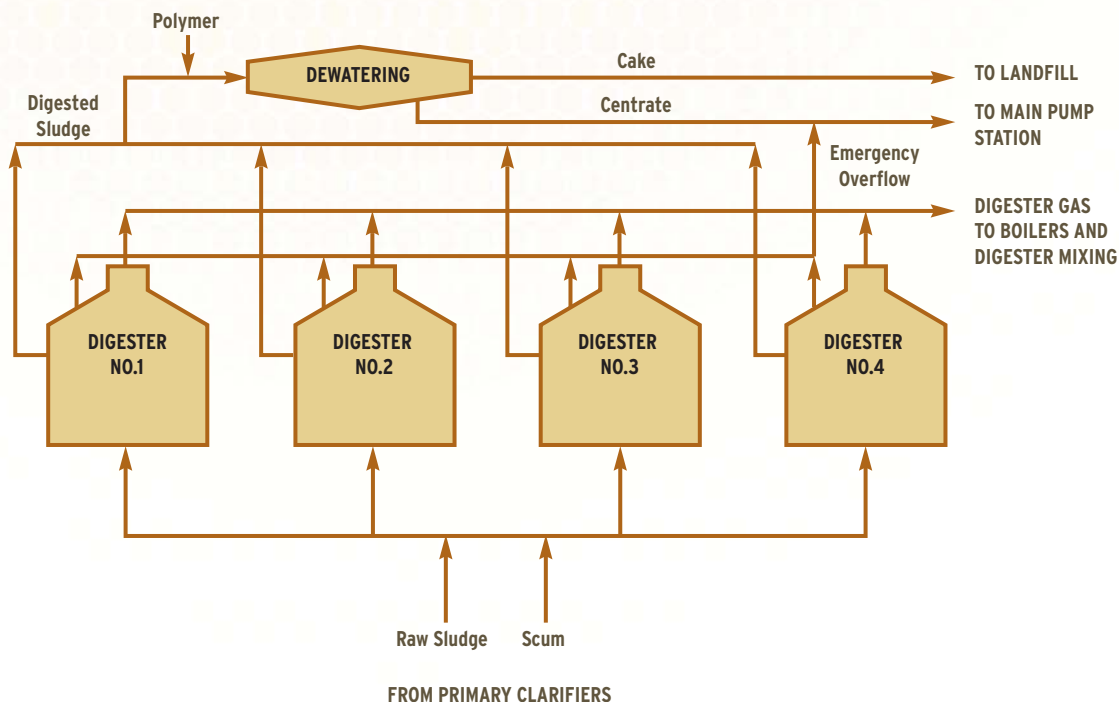 Polymer
DEWATERING
Cake
TO LANDFILL
Centrate
TO MAIN PUMP
STATION
Digested
Sludge
Emergency
Overflow
DIGESTER GAS
TO BOILERS AND
DIGESTER MIXING
DIGESTER
NO.1
DIGESTER
NO.2
DIGESTER
NO.3
DIGESTER
NO.4
Raw Sludge
Scum
FROM PRIMARY CLARIFIERS